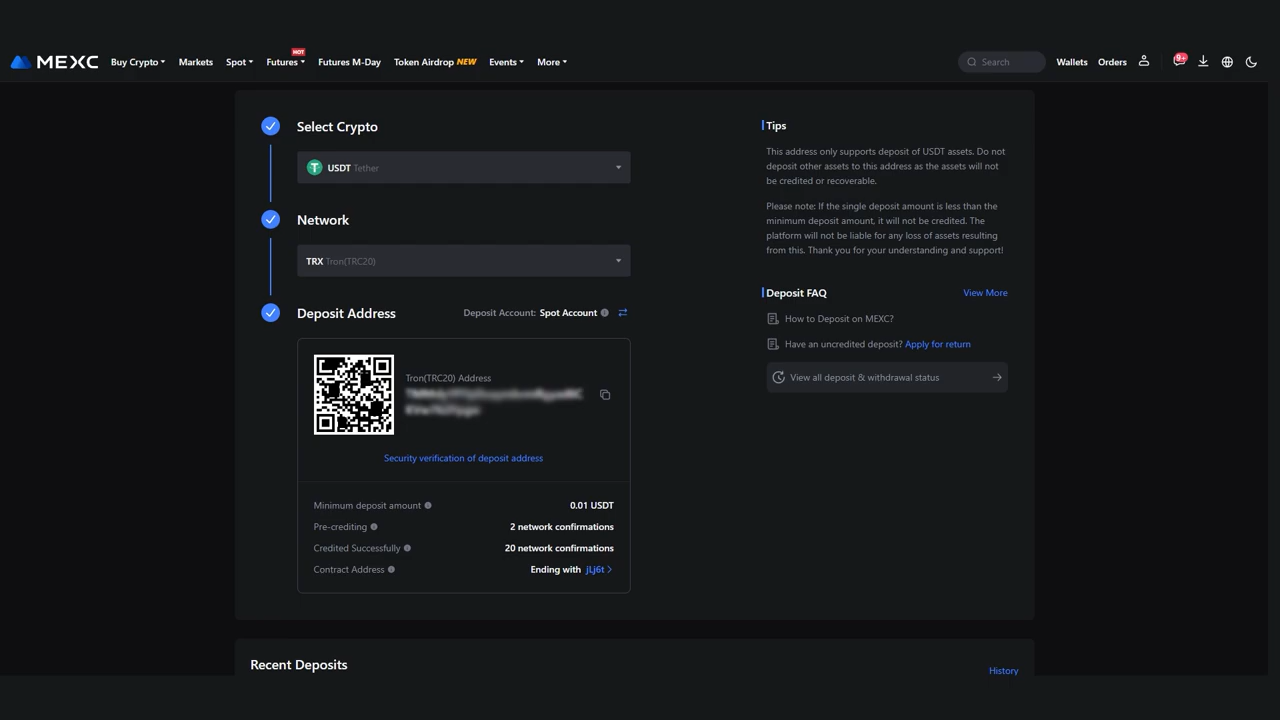 MEXC Buy Crypto Markets Spot Futures HOT Futures M-Day Token Airdrop NEW Events More Search Wallets Orders 9+
Select Crypto
USDT Tether
Network
TRX Tron(TRC20)
Deposit Address Deposit Account: Spot Account
Tron(TRC20) Address
Security verification of deposit address
Minimum deposit amount 0.01 USDT
Pre-crediting 2 network confirmations
Credited Successfully 20 network confirmations
Contract Address Ending with jLj6t
Tips
This address only supports deposit of USDT assets. Do not
deposit other assets to this address as the assets will not
be credited or recoverable.
Please note: If the single deposit amount is less than the
minimum deposit amount, it will not be credited. The
platform will not be liable for any loss of assets resulting
from this. Thank you for your understanding and support!
Deposit FAQ View More
How to Deposit on MEXC?
Have an uncredited deposit? Apply for return
View all deposit & withdrawal status
Recent Deposits
History